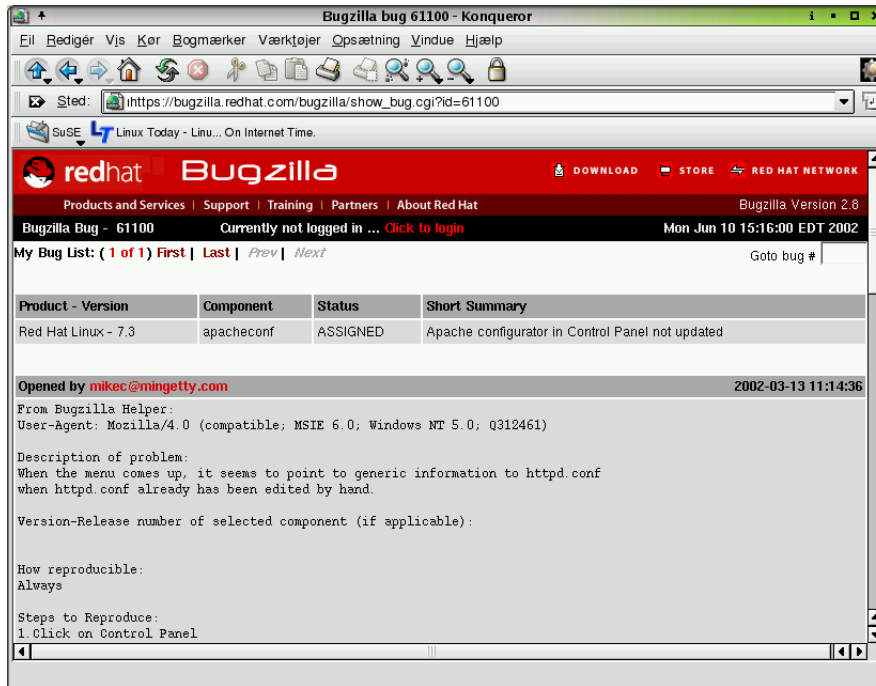 Bugzilla bug 61100 - Konqueror
Fil Redigér Vis Kør Bogmærker Værktøjer Opsætning Vindue Hjælp
Sted: https://bugzilla.redhat.com/bugzilla/show_bug.cgi?id=61100
SuSE LT Linux Today - Linu... On Internet Time.
redhat Bugzilla DOWNLOAD STORE RED HAT NETWORK
Products and Services | Support | Training | Partners | About Red Hat Bugzilla Version 2.8
Bugzilla Bug - 61100 Currently not logged in ... Click to login Mon Jun 10 15:16:00 EDT 2002
My Bug List: ( 1 of 1 ) First | Last | Prev | Next Goto bug #
Product - Version Component Status Short Summary
Red Hat Linux - 7.3 apacheconf ASSIGNED Apache configurator in Control Panel not updated
Opened by mikec@mingetty.com 2002-03-13 11:14:36
From Bugzilla Helper:
User-Agent: Mozilla/4.0 (compatible; MSIE 6.0; Windows NT 5.0; Q312461)
Description of problem:
When the menu comes up, it seems to point to generic information to httpd.conf
when httpd.conf already has been edited by hand.
Version-Release number of selected component (if applicable):
How reproducible:
Always
Steps to Reproduce:
1.Click on Control Panel